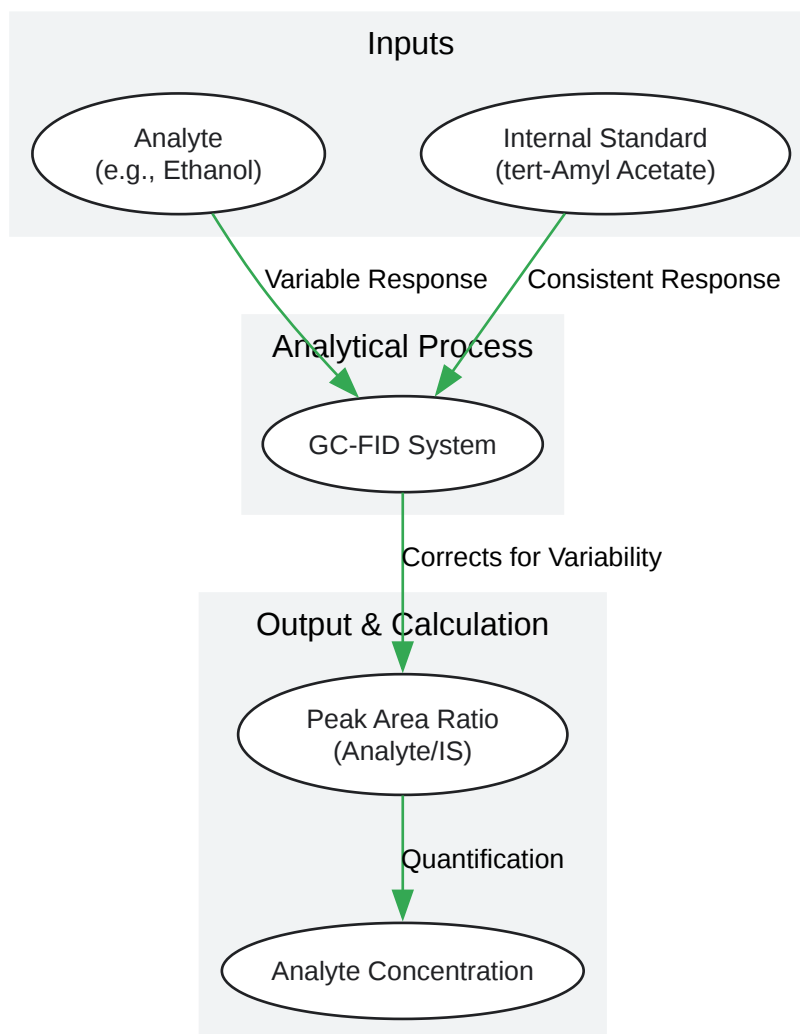 Inputs
Analyte
(e.g., Ethanol)
Internal Standard
(tert-Amyl Acetate)
Variable Response
Consistent Response
Analytical Process
GC-FID System
Corrects for Variability
Output & Calculation
Peak Area Ratio
(Analyte/IS)
Quantification
Analyte Concentration